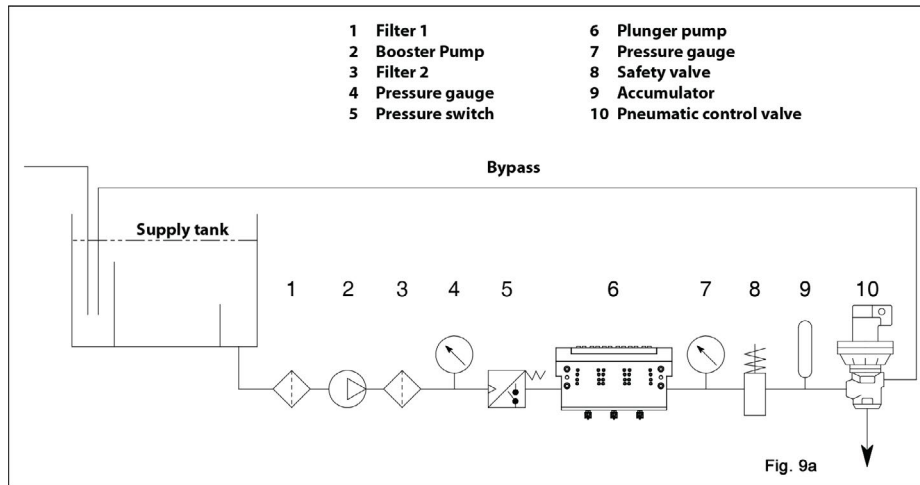 1 Filter 1
2 Booster Pump
3 Filter 2
4 Pressure gauge
5 Pressure switch
6 Plunger pump
7 Pressure gauge
8 Safety valve
9 Accumulator
10 Pneumatic control valve
Bypass
Supply tank
1 2 3 4 5 6 7 8 9 10
Fig. 9a